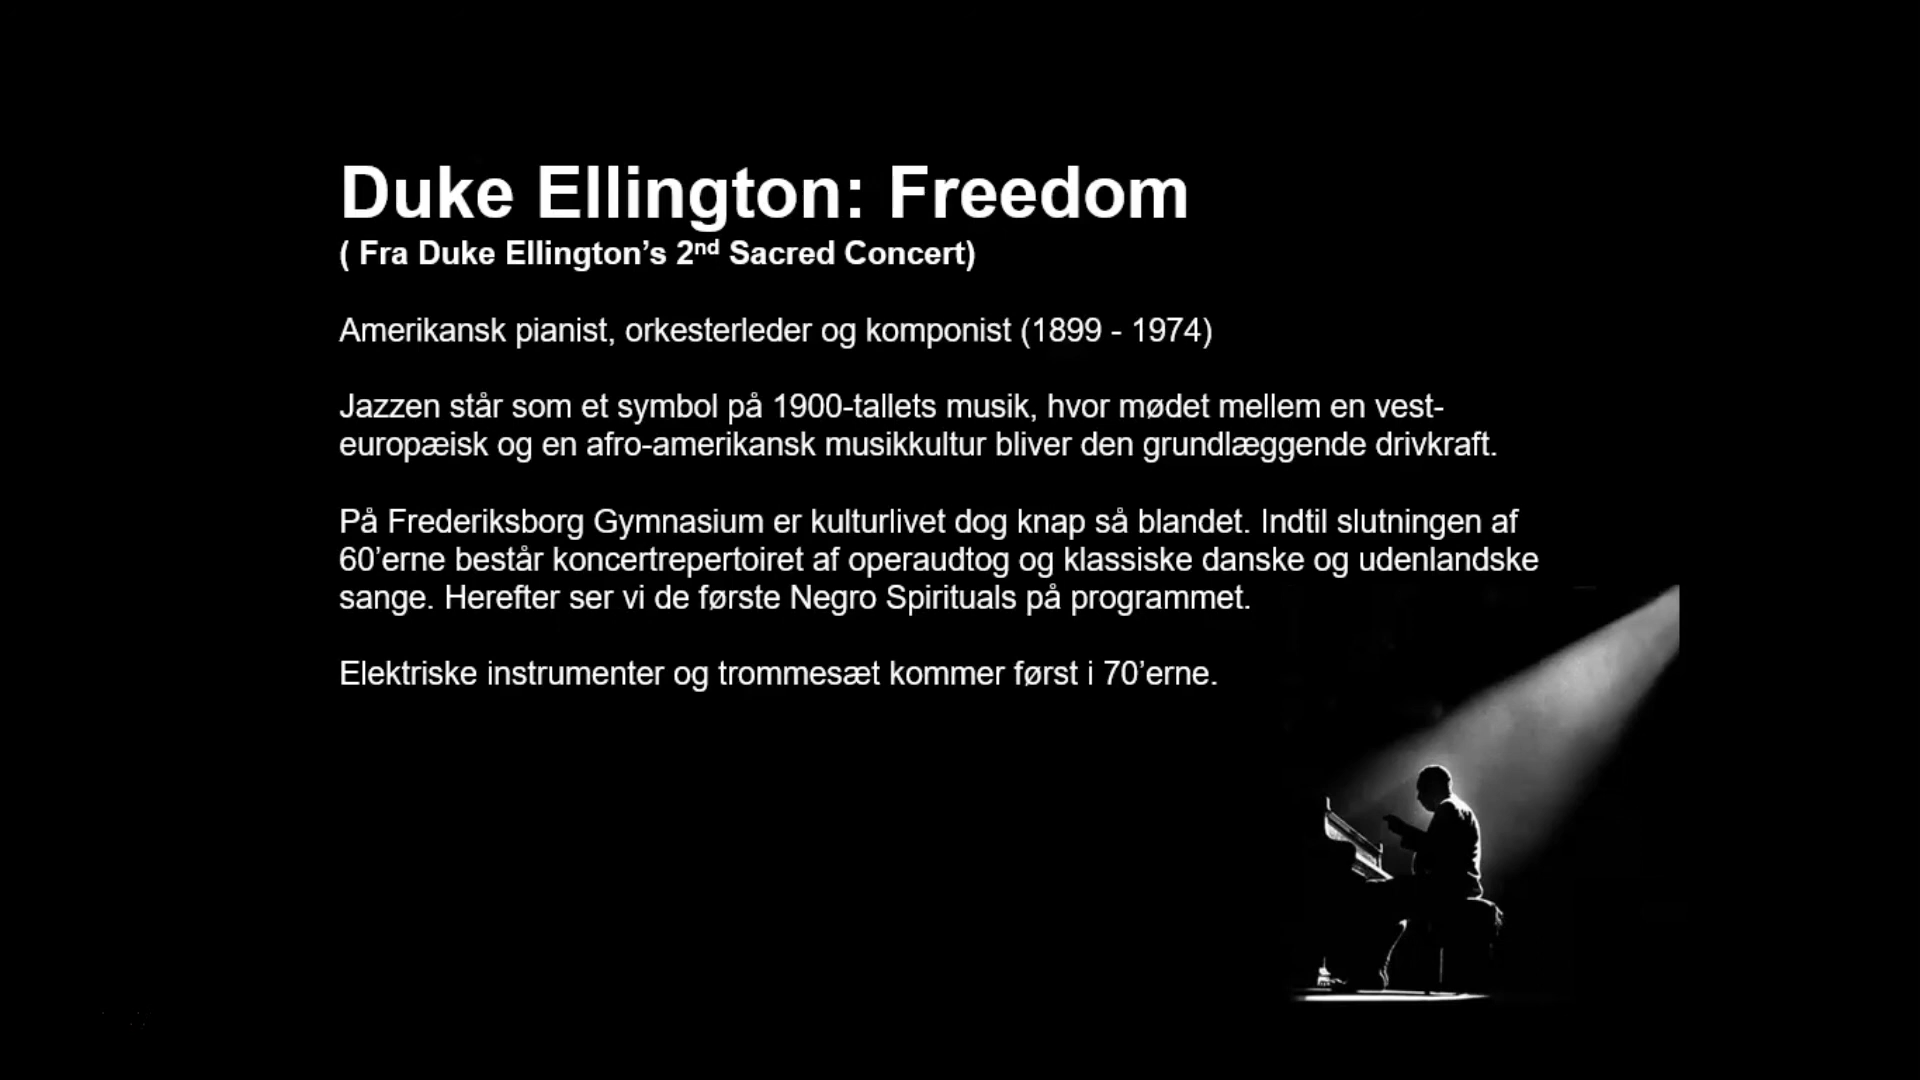 Duke Ellington: Freedom
( Fra Duke Ellington’s 2nd Sacred Concert)
Amerikansk pianist, orkesterleder og komponist (1899 - 1974)
Jazzen står som et symbol på 1900-tallets musik, hvor mødet mellem en vest-
europæisk og en afro-amerikansk musikkultur bliver den grundlæggende drivkraft.
På Frederiksborg Gymnasium er kulturlivet dog knap så blandet. Indtil slutningen af
60’erne består koncertrepertoiret af operaudtog og klassiske danske og udenlandske
sange. Herefter ser vi de første Negro Spirituals på programmet.
Elektriske instrumenter og trommesæt kommer først i 70’erne.